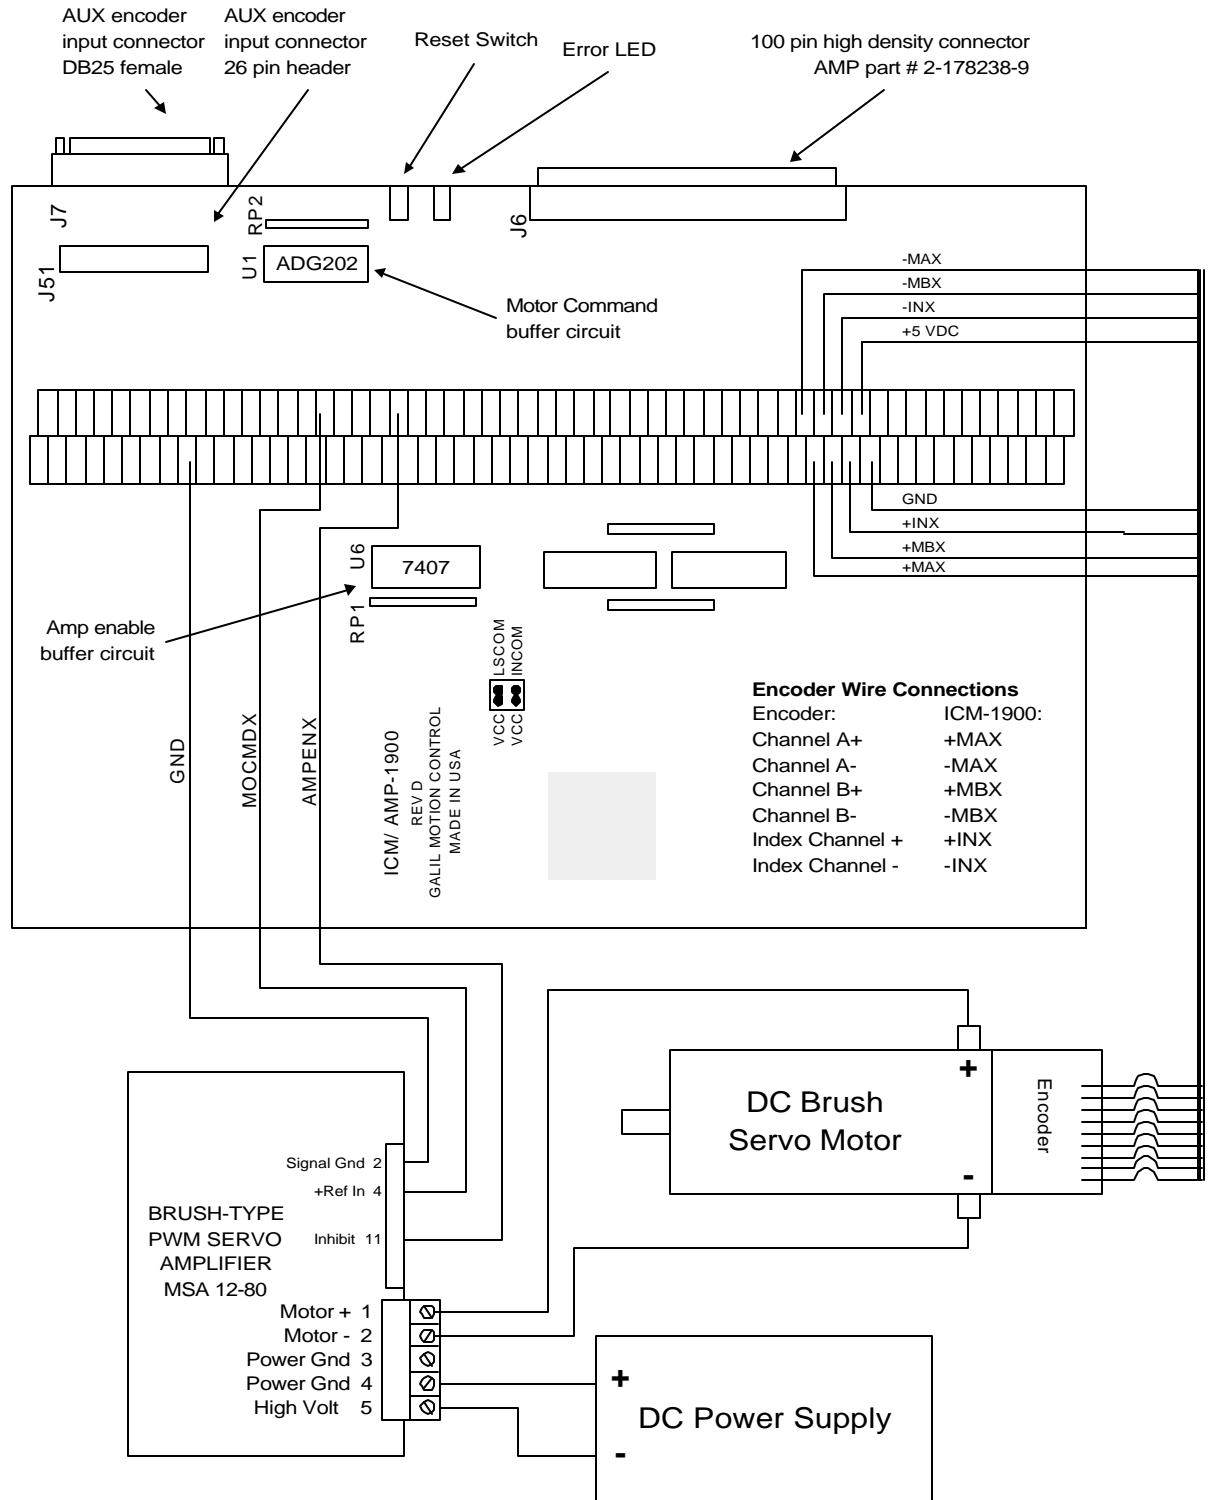 AUX encoder
input connector
DB25 female
AUX encoder
input connector
26 pin header
Reset Switch
Error LED
100 pin high density connector
AMP part # 2-178238-9
J7
RP2
J6
J51
U1
ADG202
Motor Command
buffer circuit
-MAX
-MBX
-INX
+5 VDC
GND
+INX
+MBX
+MAX
U6
7407
RP1
Amp enable
buffer circuit
LSCOM
INCOM
VCC
VCC
GND
MOCMDX
AMPENX
ICM/ AMP-1900
REV D
GALIL MOTION CONTROL
MADE IN USA
Encoder Wire Connections
Encoder: ICM-1900:
Channel A+ +MAX
Channel A- -MAX
Channel B+ +MBX
Channel B- -MBX
Index Channel + +INX
Index Channel - -INX
+
DC Brush
Servo Motor
-
Encoder
Signal Gnd 2
+Ref In 4
Inhibit 11
BRUSH-TYPE
PWM SERVO
AMPLIFIER
MSA 12-80
Motor + 1
Motor - 2
Power Gnd 3
Power Gnd 4
High Volt 5
+
DC Power Supply
-